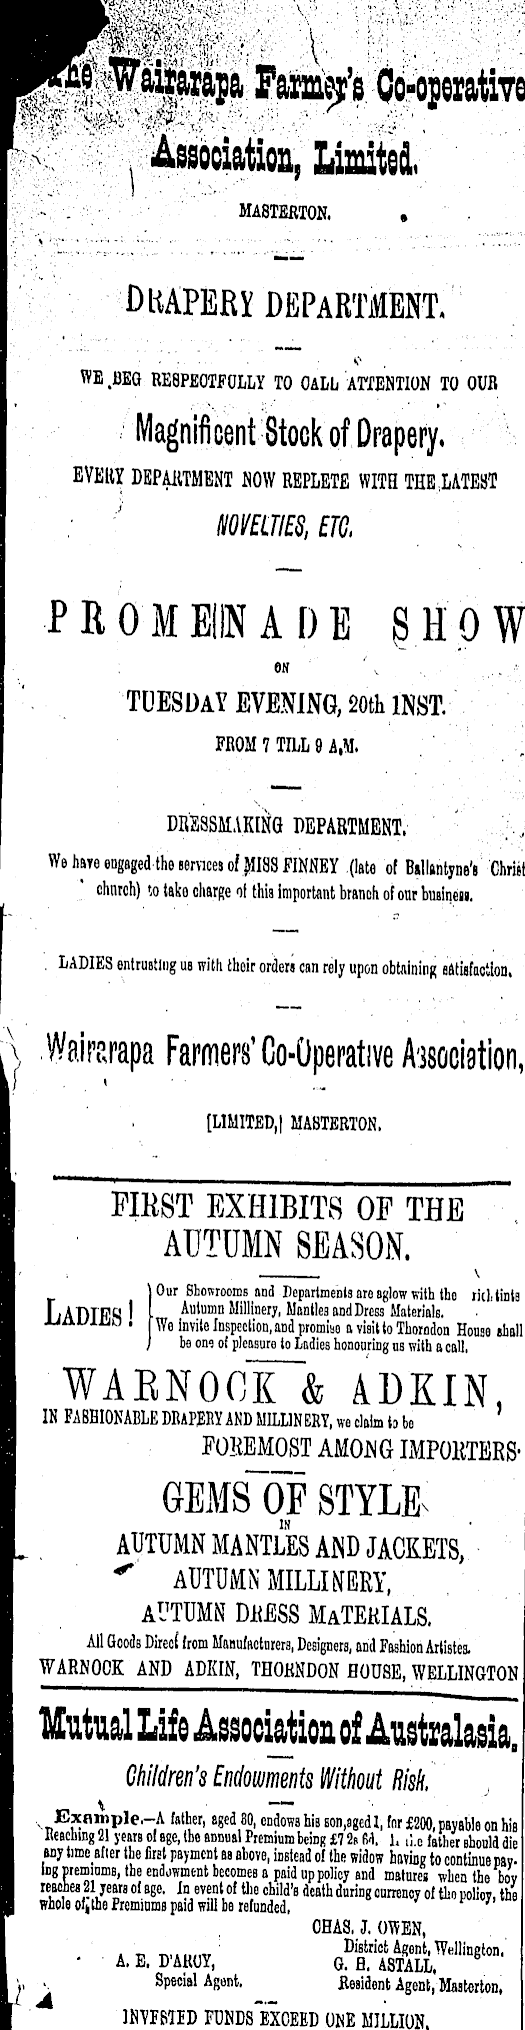 The Wairarapa Farmer's Co-operative
Association, Limited.
MASTERTON.
DRAPERY DEPARTMENT.
WE BEG RESPECTFULLY TO CALL ATTENTION TO OUR
Magnificent Stock of Drapery.
EVERY DEPARTMENT NOW REPLETE WITH THE LATEST
NOVELTIES, ETC.
PROMENADE SHOW
ON
TUESDAY EVENING, 20th INST.
FROM 7 TILL 9 A.M.
DRESSMAKING DEPARTMENT.
We have engaged the services of MISS FINNEY (late of Ballantyne's Christ
church) to take charge of this important branch of our business.
LADIES entrusting us with their orders can rely upon obtaining satisfaction.
Wairarapa Farmers' Co-Operative Association,
[LIMITED,] MASTERTON.
FIRST EXHIBITS OF THE
AUTUMN SEASON.
LADIES!
Our Showrooms and Departments are aglow with the rich tints
Autumn Millinery, Mantles and Dress Materials.
We invite Inspection, and promise a visit to Thorndon House shall
be one of pleasure to Ladies honouring us with a call.
WARNOCK & ADKIN,
IN FASHIONABLE DRAPERY AND MILLINERY, we claim to be
FOREMOST AMONG IMPORTERS.
GEMS OF STYLE
IN
AUTUMN MANTLES AND JACKETS,
AUTUMN MILLINERY,
AUTUMN DRESS MATERIALS.
All Goods Direct from Manufacturers, Designers, and Fashion Artistes.
WARNOCK AND ADKIN, THORNDON HOUSE, WELLINGTON
Mutual Life Association of Australasia.
Children's Endowments Without Risk.
Example.—A father, aged 30, endows his son, aged 1, for £200, payable on his
Reaching 21 years of age, the annual Premium being £7 2s 6d. If the father should die
any time after the first payment as above, instead of the widow having to continue pay-
ing premiums, the endowment becomes a paid up policy and matures when the boy
reaches 21 years of age. In event of the child's death during currency of the policy, the
whole of the Premiums paid will be refunded.
CHAS. J. OWEN,
District Agent, Wellington.
A. E. D'ARCY,
Special Agent.
G. H. ASTALL,
Resident Agent, Masterton.
INVESTED FUNDS EXCEED ONE MILLION.